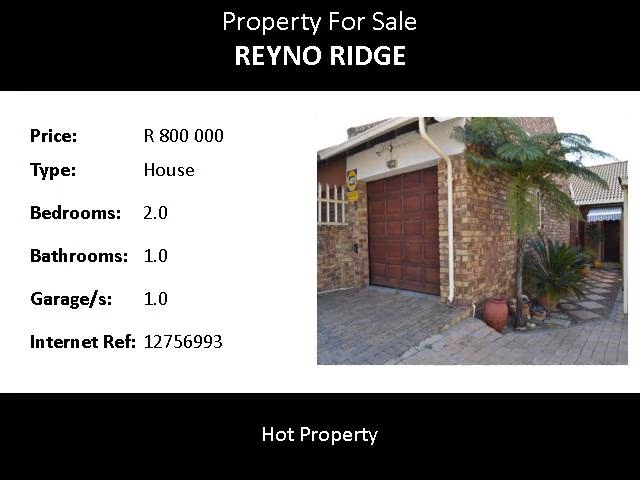 Property For Sale
REYNO RIDGE
Price: R 800 000
Type: House
Bedrooms: 2.0
Bathrooms: 1.0
Garage/s: 1.0
Internet Ref: 12756993
Hot Property